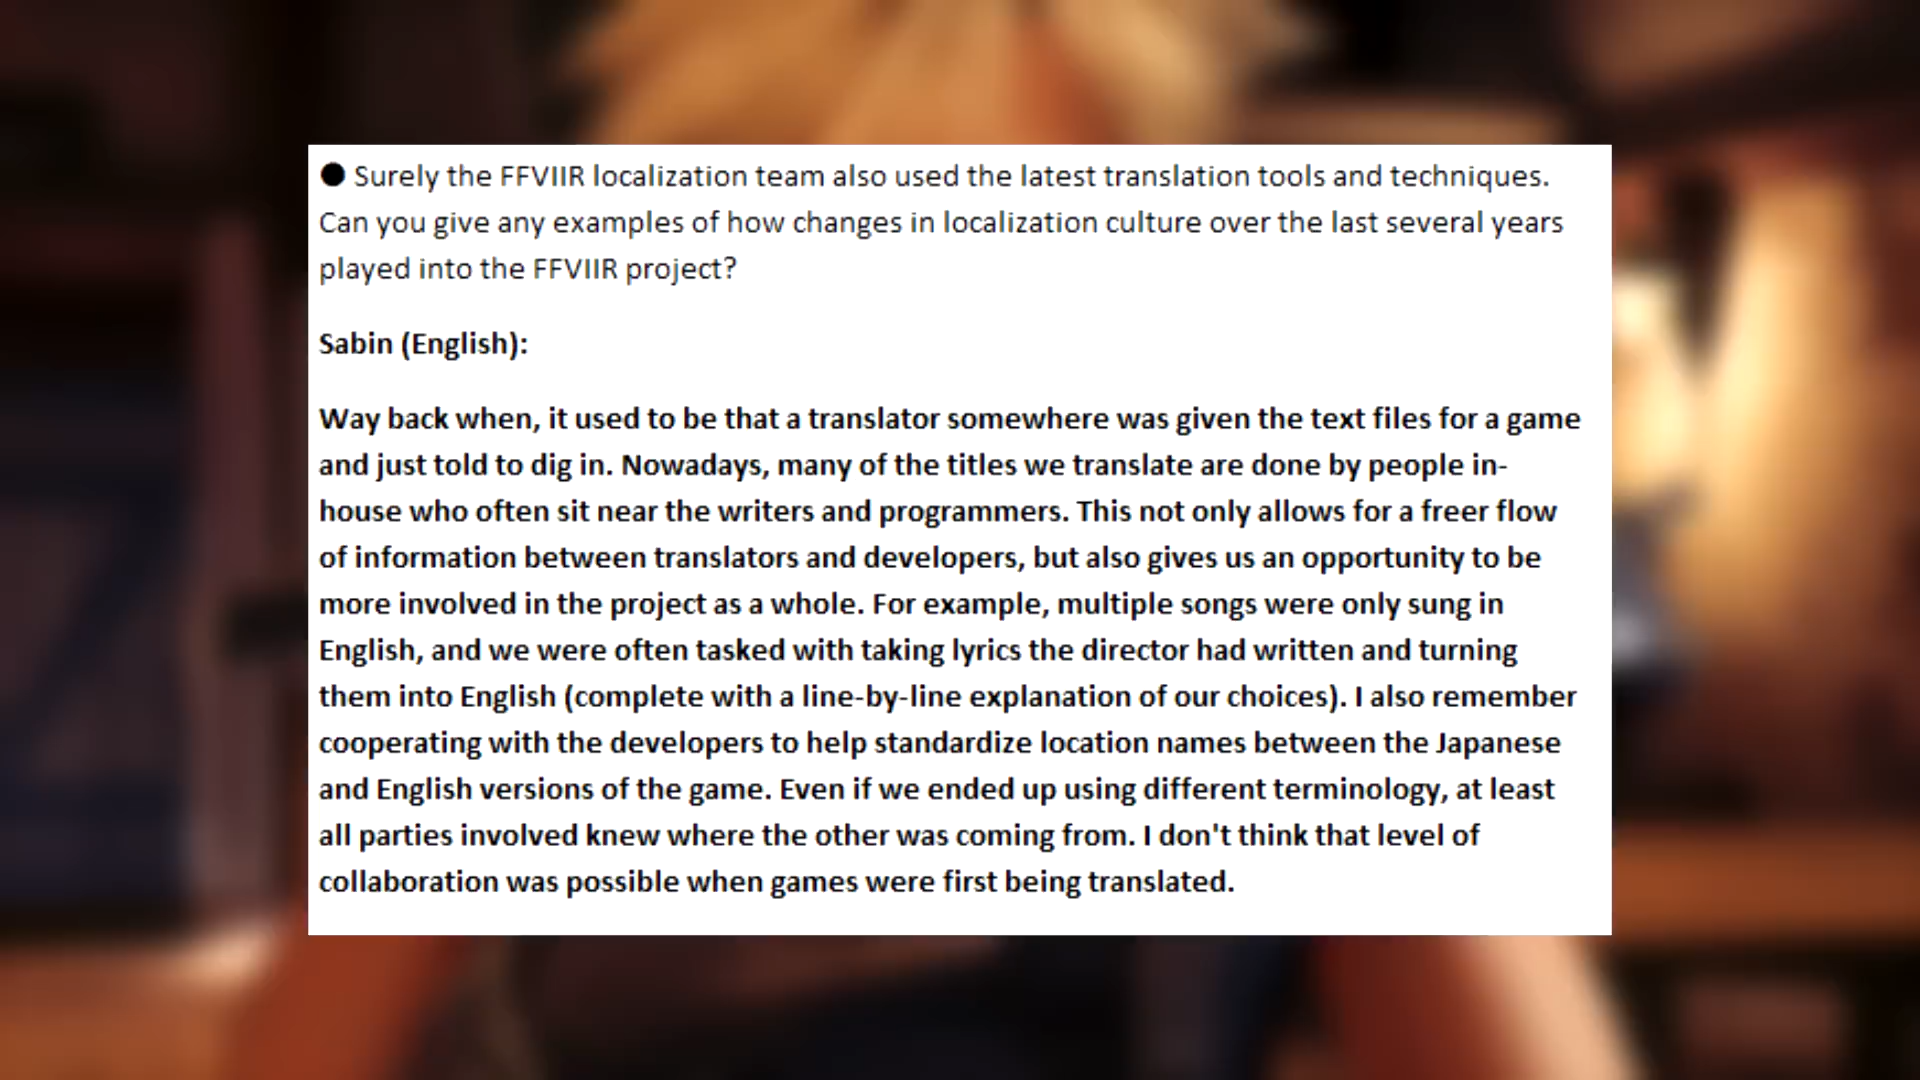 ● Surely the FFVIIR localization team also used the latest translation tools and techniques.
Can you give any examples of how changes in localization culture over the last several years
played into the FFVIIR project?
Sabin (English):
Way back when, it used to be that a translator somewhere was given the text files for a game
and just told to dig in. Nowadays, many of the titles we translate are done by people in-
house who often sit near the writers and programmers. This not only allows for a freer flow
of information between translators and developers, but also gives us an opportunity to be
more involved in the project as a whole. For example, multiple songs were only sung in
English, and we were often tasked with taking lyrics the director had written and turning
them into English (complete with a line-by-line explanation of our choices). I also remember
cooperating with the developers to help standardize location names between the Japanese
and English versions of the game. Even if we ended up using different terminology, at least
all parties involved knew where the other was coming from. I don't think that level of
collaboration was possible when games were first being translated.